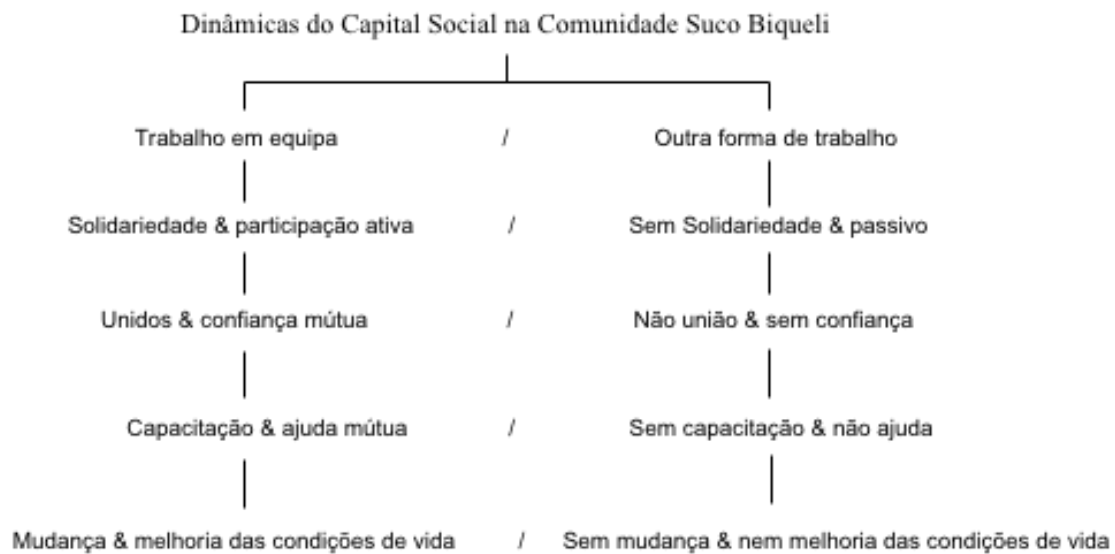 Dinâmicas do Capital Social na Comunidade Suco Biqueli
Trabalho em equipa / Outra forma de trabalho
Solidariedade & participação ativa / Sem Solidariedade & passivo
Unidos & confiança mútua / Não união & sem confiança
Capacitação & ajuda mútua / Sem capacitação & não ajuda
Mudança & melhoria das condições de vida / Sem mudança & nem melhoria das condições de vida